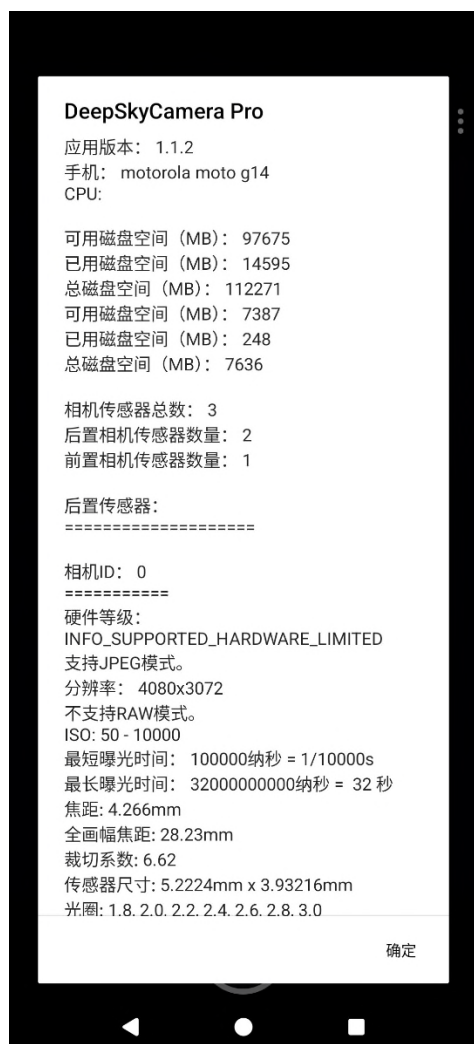 DeepSkyCamera Pro
应用版本： 1.1.2
手机： motorola moto g14
CPU:
可用磁盘空间（MB）： 97675
已用磁盘空间（MB）： 14595
总磁盘空间（MB）： 112271
可用磁盘空间（MB）： 7387
已用磁盘空间（MB）： 248
总磁盘空间（MB）： 7636
相机传感器总数： 3
后置相机传感器数量： 2
前置相机传感器数量： 1
后置传感器：
====================
相机ID： 0
===========
硬件等级：
INFO_SUPPORTED_HARDWARE_LIMITED
支持JPEG模式。
分辨率： 4080x3072
不支持RAW模式。
ISO: 50 - 10000
最短曝光时间： 100000纳秒 = 1/10000s
最长曝光时间： 32000000000纳秒 = 32 秒
焦距: 4.266mm
全画幅焦距: 28.23mm
裁切系数: 6.62
传感器尺寸: 5.2224mm x 3.93216mm
光圈: 1.8, 2.0, 2.2, 2.4, 2.6, 2.8, 3.0
确定